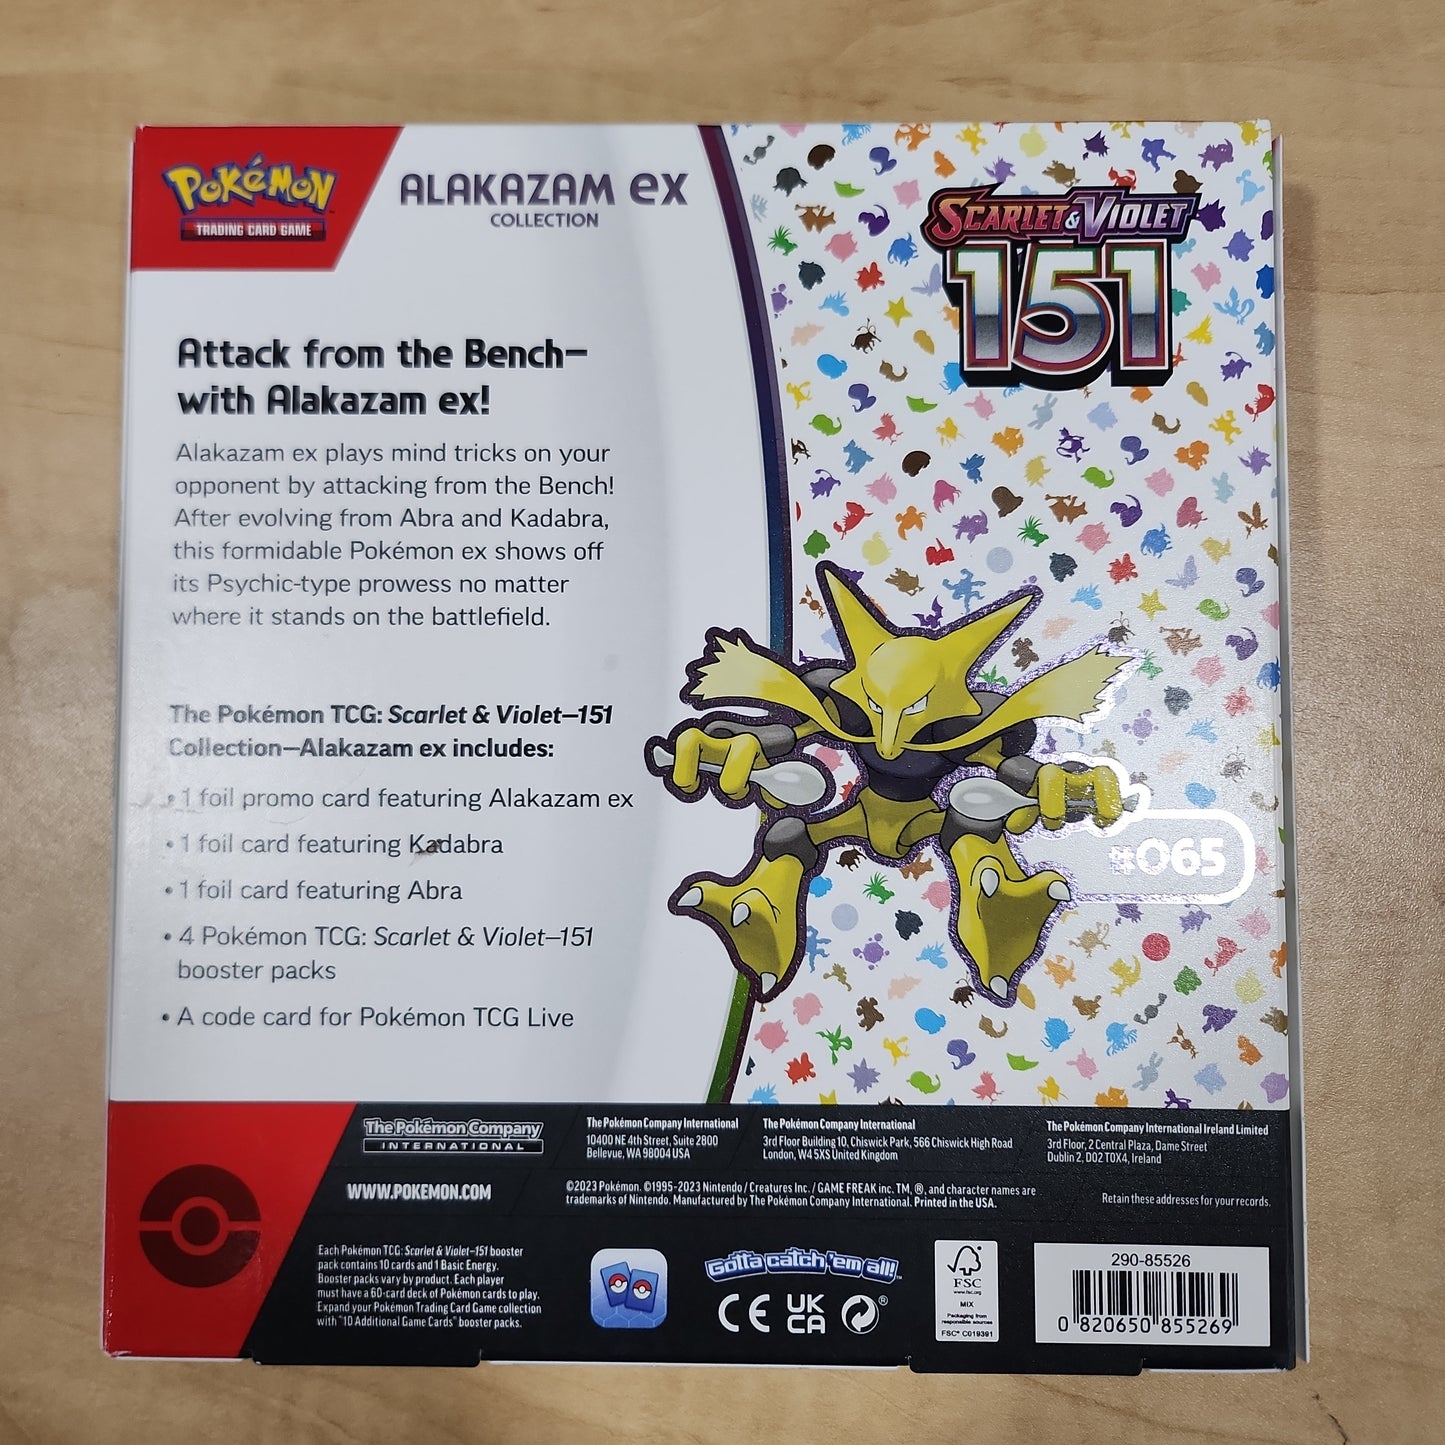 POKéMON
TRADING CARD GAME
ALAKAZAM ex
COLLECTION
SCARLET & VIOLET
151
Attack from the Bench—
with Alakazam ex!
Alakazam ex plays mind tricks on your
opponent by attacking from the Bench!
After evolving from Abra and Kadabra,
this formidable Pokémon ex shows off
its Psychic-type prowess no matter
where it stands on the battlefield.
The Pokémon TCG: Scarlet & Violet—151
Collection—Alakazam ex includes:
• 1 foil promo card featuring Alakazam ex
• 1 foil card featuring Kadabra
• 1 foil card featuring Abra
• 4 Pokémon TCG: Scarlet & Violet—151
booster packs
• A code card for Pokémon TCG Live
#065
The Pokémon Company
INTERNATIONAL
WWW.POKEMON.COM
The Pokémon Company International
10400 NE 4th Street, Suite 2800
Bellevue, WA 98004 USA
The Pokémon Company International
3rd Floor Building 10, Chiswick Park, 566 Chiswick High Road
London, W4 5XS United Kingdom
The Pokémon Company International Ireland Limited
3rd Floor, 2 Central Plaza, Dame Street
Dublin 2, D02 T0X4, Ireland
©2023 Pokémon. ©1995-2023 Nintendo / Creatures Inc. / GAME FREAK inc. TM, ®, and character names are
trademarks of Nintendo. Manufactured by The Pokémon Company International. Printed in the USA.
Retain these addresses for your records.
Each Pokémon TCG: Scarlet & Violet—151 booster
pack contains 10 cards and 1 Basic Energy.
Booster packs vary by product. Each player
must have a 60-card deck of Pokémon cards to play.
Expand your Pokémon Trading Card Game collection
with "10 Additional Game Cards" booster packs.
Gotta catch 'em all!™
CE
UK
CA
®
FSC
www.fsc.org
MIX
Packaging from
responsible sources
FSC® C019391
290-85526
0 820650 855269